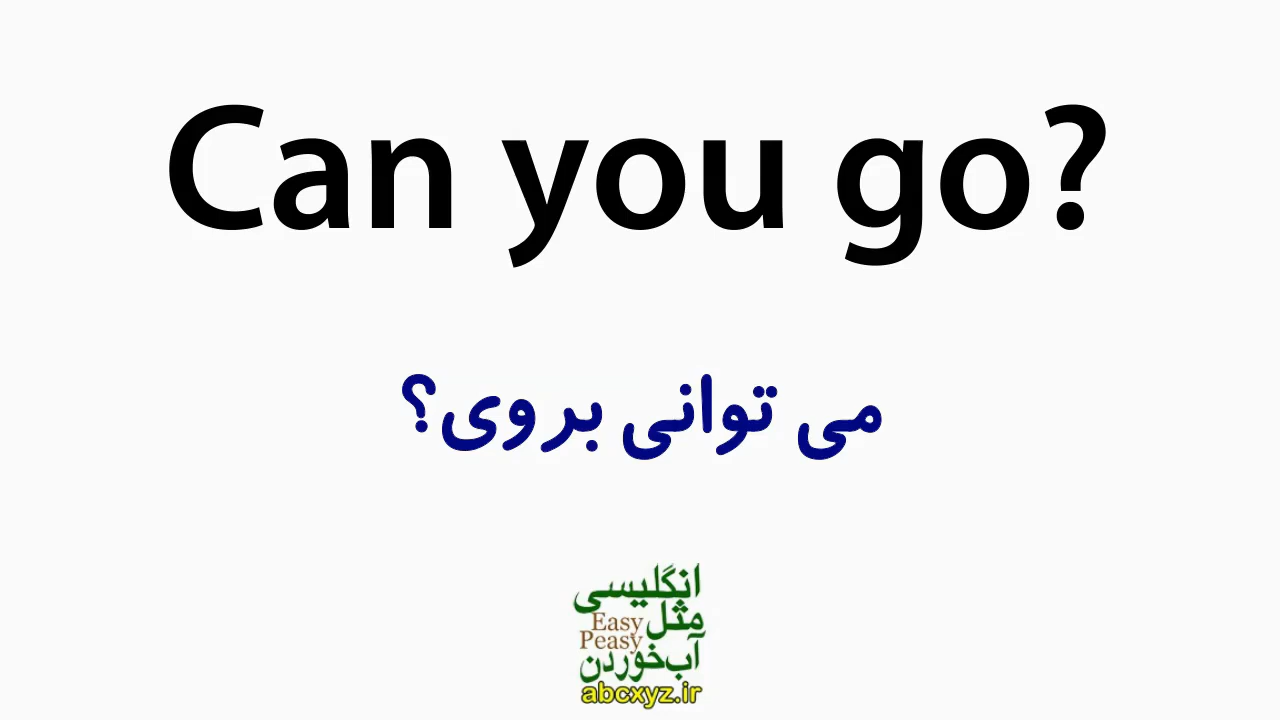 Can you go?
می توانی بروی؟
انگلیسی
مثل
Easy
Peasy
آب‌خوردن
abcxyz.ir